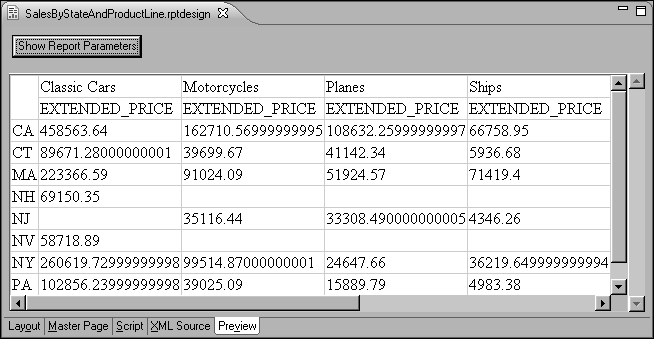 SalesByStateAndProductLine.rptdesign
Show Report Parameters
Classic Cars Motorcycles Planes Ships
EXTENDED_PRICE EXTENDED_PRICE EXTENDED_PRICE EXTENDED_PRICE
CA 458563.64 162710.56999999995 108632.25999999997 66758.95
CT 89671.28000000001 39699.67 41142.34 5936.68
MA 223366.59 91024.09 51924.57 71419.4
NH 69150.35
NJ 35116.44 33308.490000000005 4346.26
NV 58718.89
NY 260619.72999999998 99514.87000000001 24647.66 36219.649999999994
PA 102856.23999999998 39025.09 15889.79 4983.38
Layout Master Page Script XML Source Preview